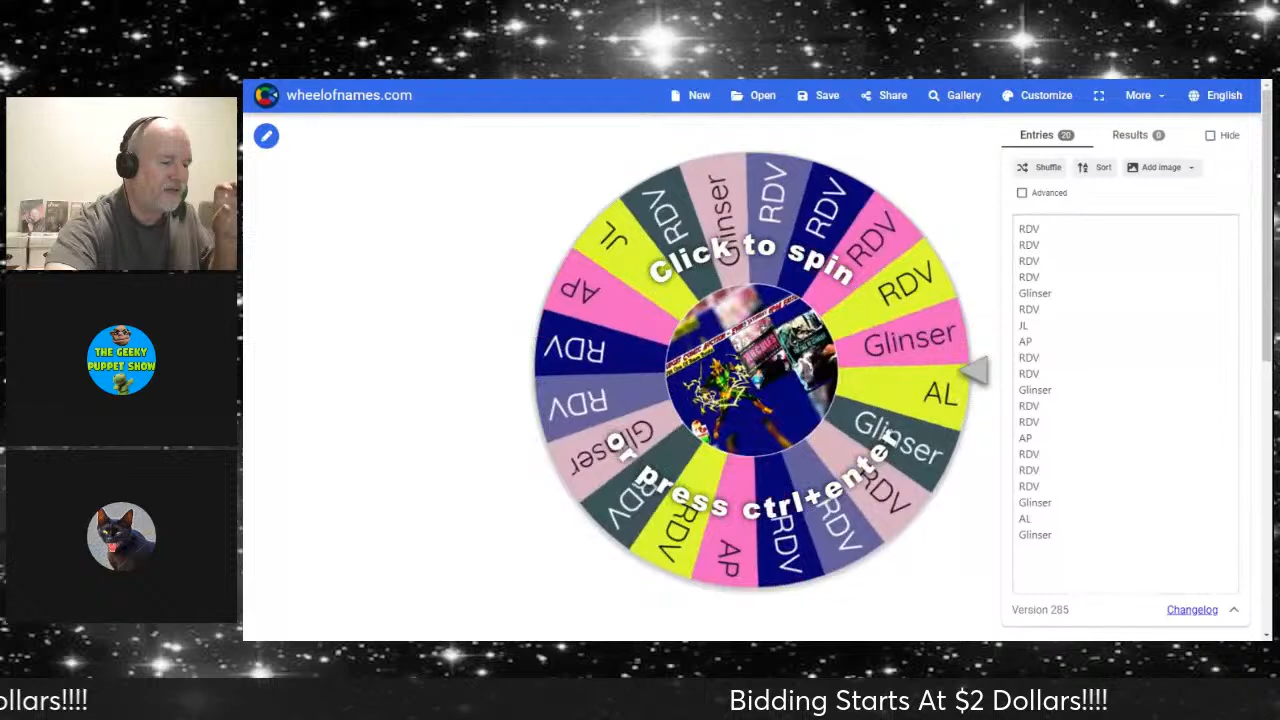 wheelofnames.com
New
Open
Save
Share
Gallery
Customize
More
English
Entries 20
Results 0
Hide
Shuffle
Sort
Add image
Advanced
RDV
RDV
RDV
RDV
Glinser
RDV
JL
AP
RDV
RDV
Glinser
RDV
RDV
AP
RDV
RDV
RDV
Glinser
AL
Glinser
Version 285
Changelog
Click to spin
or press ctrl+enter
RDV
RDV
RDV
RDV
Glinser
AL
Glinser
RDV
RDV
RDV
AP
RDV
RDV
Glinser
RDV
RDV
AP
JL
RDV
Glinser
THE GEEKY
PUPPET SHOW
ollars!!!!
Bidding Starts At $2 Dollars!!!!